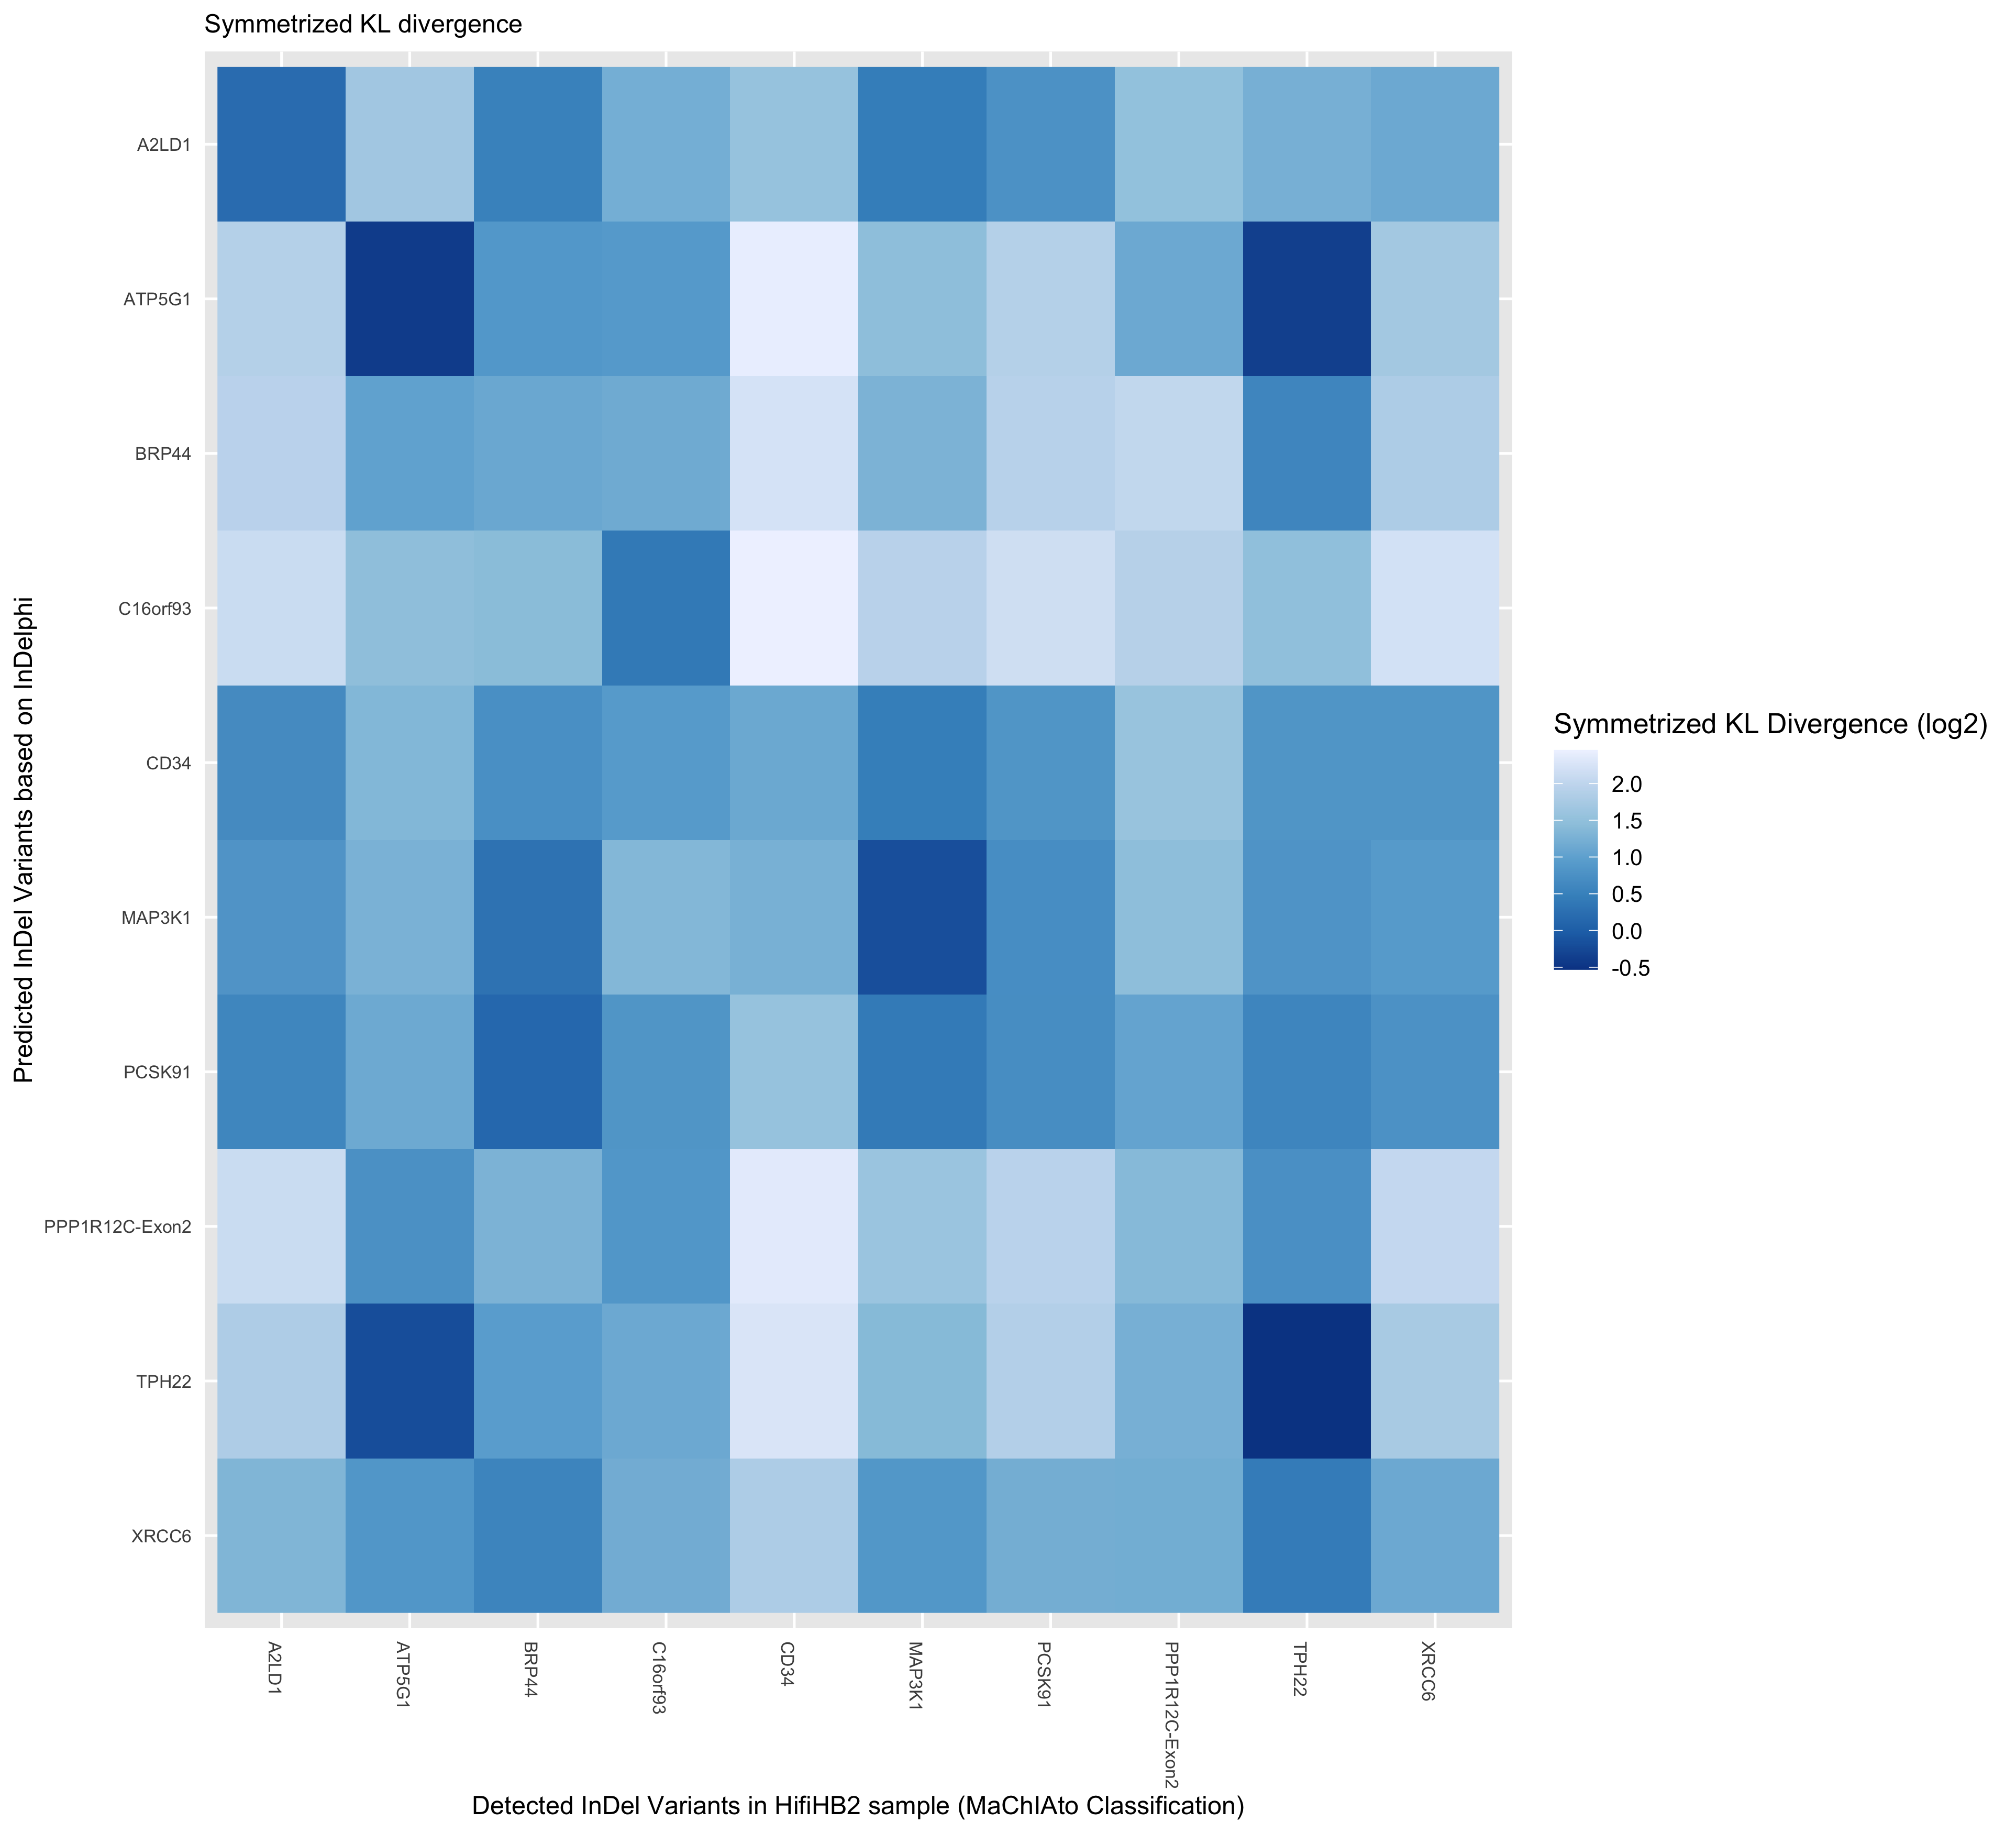 Symmetrized KL divergence
A2LD1
ATP5G1
BRP44
C16orf93
CD34
MAP3K1
PCSK91
PPP1R12C-Exon2
TPH22
XRCC6
Predicted InDel Variants based on InDelphi
A2LD1
ATP5G1
BRP44
C16orf93
CD34
MAP3K1
PCSK91
PPP1R12C-Exon2
TPH22
XRCC6
Detected InDel Variants in HifiHB2 sample (MaChIAto Classification)
Symmetrized KL Divergence (log2)
2.0
1.5
1.0
0.5
0.0
-0.5